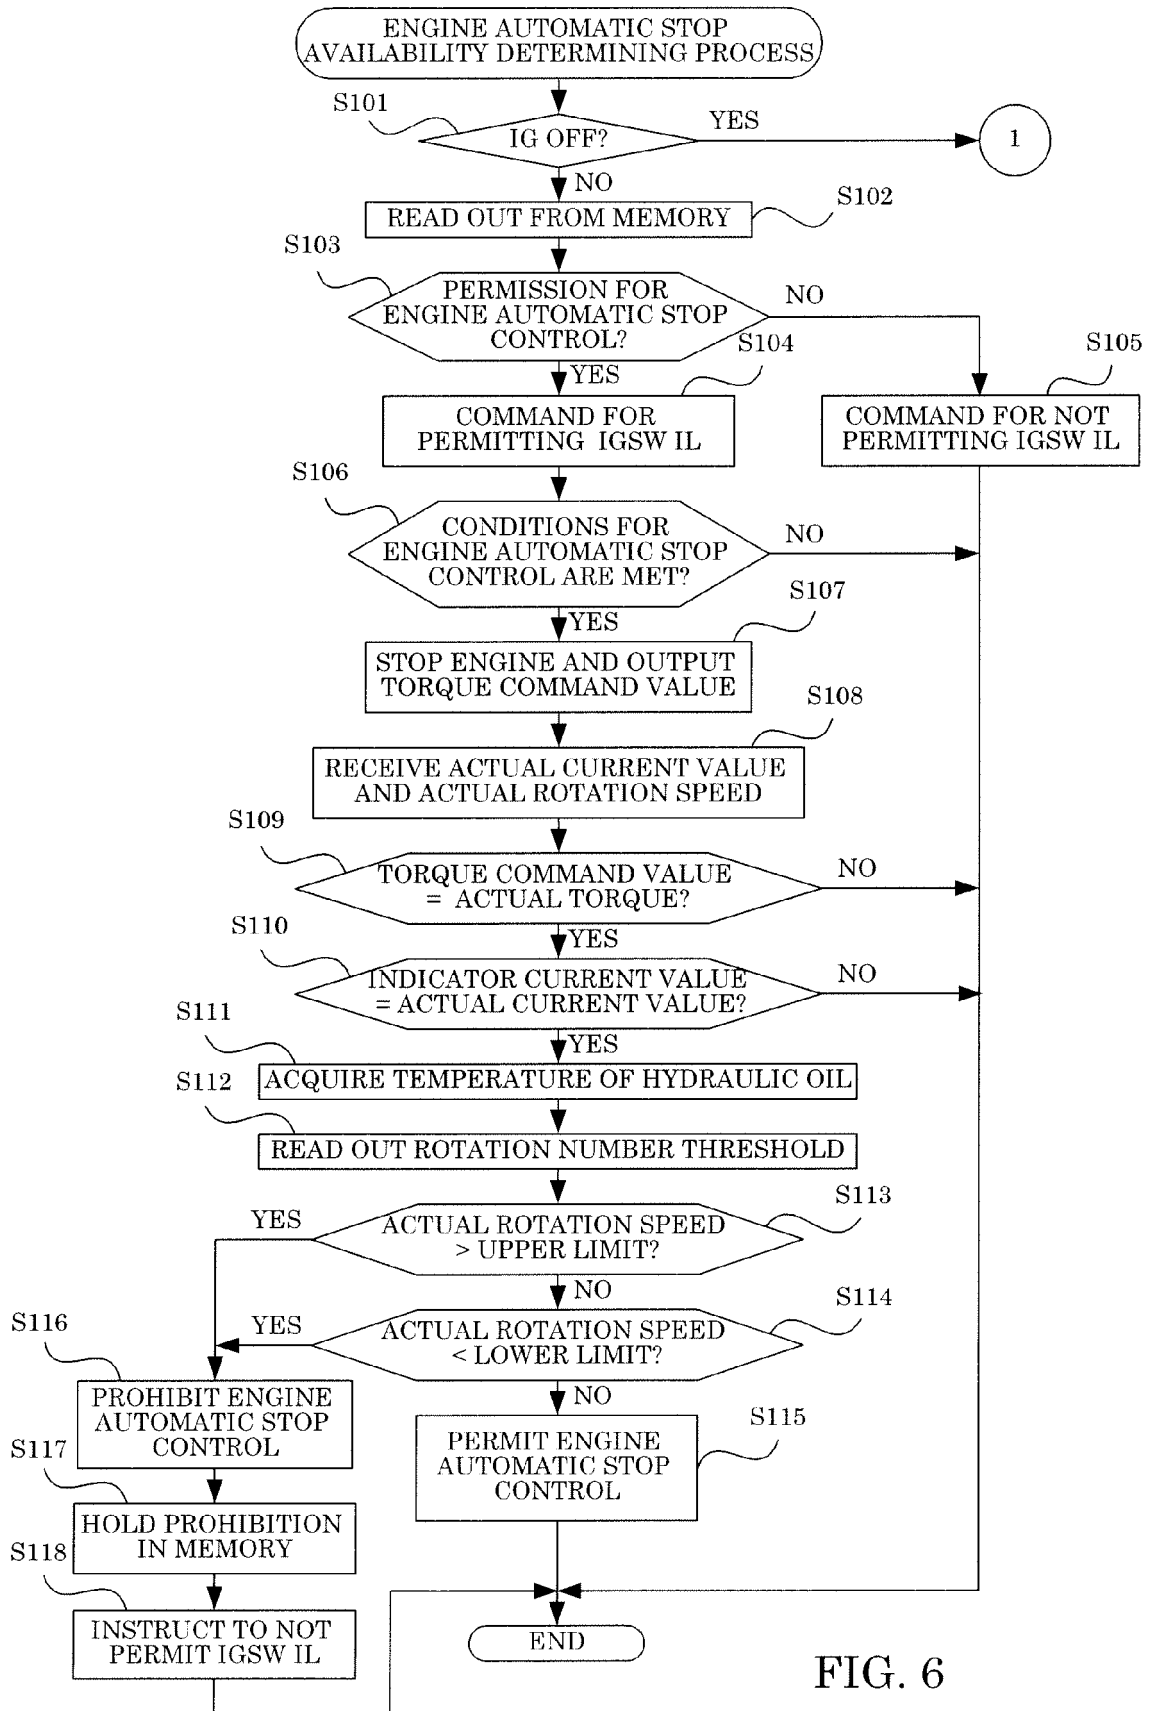 ENGINE AUTOMATIC STOP
AVAILABILITY DETERMINING PROCESS
S101
IG OFF?
YES
1
NO
S102
READ OUT FROM MEMORY
S103
PERMISSION FOR
ENGINE AUTOMATIC STOP
CONTROL?
NO
YES
S104
COMMAND FOR
PERMITTING IGSW IL
S105
COMMAND FOR NOT
PERMITTING IGSW IL
S106
CONDITIONS FOR
ENGINE AUTOMATIC STOP
CONTROL ARE MET?
NO
YES
S107
STOP ENGINE AND OUTPUT
TORQUE COMMAND VALUE
S108
RECEIVE ACTUAL CURRENT VALUE
AND ACTUAL ROTATION SPEED
S109
TORQUE COMMAND VALUE
= ACTUAL TORQUE?
NO
YES
S110
INDICATOR CURRENT VALUE
= ACTUAL CURRENT VALUE?
NO
YES
S111
ACQUIRE TEMPERATURE OF HYDRAULIC OIL
S112
READ OUT ROTATION NUMBER THRESHOLD
S113
ACTUAL ROTATION SPEED
> UPPER LIMIT?
YES
NO
S114
ACTUAL ROTATION SPEED
< LOWER LIMIT?
YES
NO
S115
PERMIT ENGINE
AUTOMATIC STOP
CONTROL
S116
PROHIBIT ENGINE
AUTOMATIC STOP
CONTROL
S117
HOLD PROHIBITION
IN MEMORY
S118
INSTRUCT TO NOT
PERMIT IGSW IL
END
FIG. 6